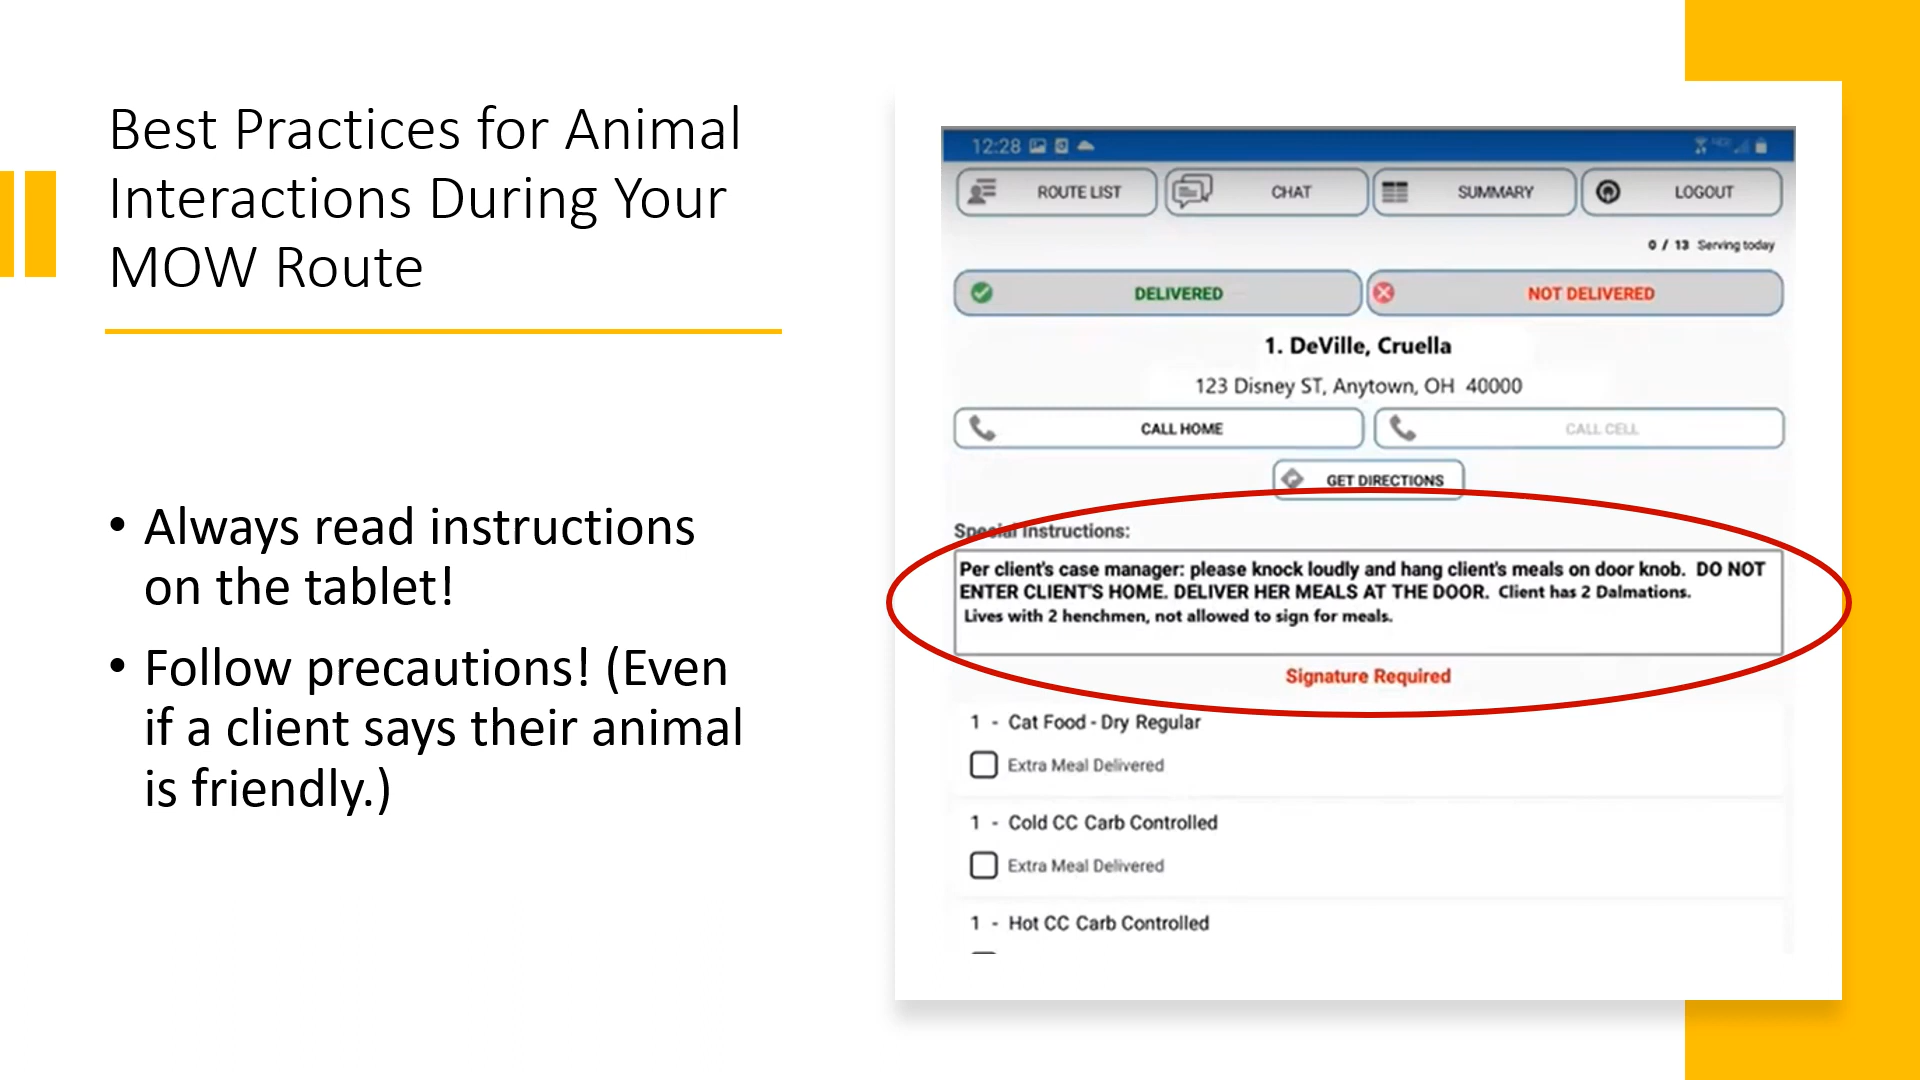 Best Practices for Animal
Interactions During Your
MOW Route
• Always read instructions
on the tablet!
• Follow precautions! (Even
if a client says their animal
is friendly.)
12:28
ROUTE LIST
CHAT
SUMMARY
LOGOUT
0 / 13 Serving today
DELIVERED
NOT DELIVERED
1. DeVille, Cruella
123 Disney ST, Anytown, OH 40000
CALL HOME
CALL CELL
GET DIRECTIONS
Special Instructions:
Per client's case manager: please knock loudly and hang client's meals on door knob. DO NOT
ENTER CLIENT'S HOME. DELIVER HER MEALS AT THE DOOR. Client has 2 Dalmations.
Lives with 2 henchmen, not allowed to sign for meals.
Signature Required
1 - Cat Food - Dry Regular
Extra Meal Delivered
1 - Cold CC Carb Controlled
Extra Meal Delivered
1 - Hot CC Carb Controlled